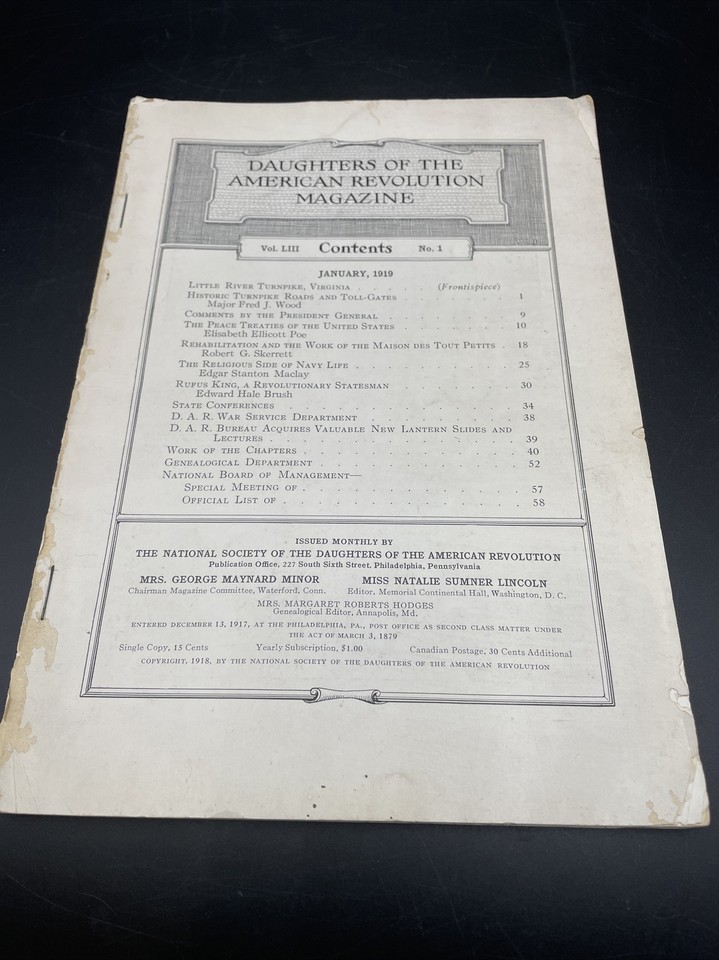 DAUGHTERS OF THE
AMERICAN REVOLUTION
MAGAZINE
Vol. LIII Contents No. 1
JANUARY, 1919
Little River Turnpike, Virginia . . . . . (Frontispiece)
Historic Turnpike Roads and Toll-Gates . . . . . 1
Major Fred J. Wood
Comments by the President General . . . . . 9
The Peace Treaties of the United States . . . . . 10
Elisabeth Ellicott Poe
Rehabilitation and the Work of the Maison des Tout Petits . 18
Robert G. Skerrett
The Religious Side of Navy Life . . . . . 25
Edgar Stanton Maclay
Rufus King, a Revolutionary Statesman . . . . . 30
Edward Hale Brush
State Conferences . . . . . 34
D. A. R. War Service Department . . . . . 38
D. A. R. Bureau Acquires Valuable New Lantern Slides and
Lectures . . . . . 39
Work of the Chapters . . . . . 40
Genealogical Department . . . . . 52
National Board of Management—
Special Meeting of . . . . . 57
Official List of . . . . . 58
ISSUED MONTHLY BY
THE NATIONAL SOCIETY OF THE DAUGHTERS OF THE AMERICAN REVOLUTION
Publication Office, 227 South Sixth Street, Philadelphia, Pennsylvania
MRS. GEORGE MAYNARD MINOR MISS NATALIE SUMNER LINCOLN
Chairman Magazine Committee, Waterford, Conn. Editor, Memorial Continental Hall, Washington, D. C.
MRS. MARGARET ROBERTS HODGES
Genealogical Editor, Annapolis, Md.
ENTERED DECEMBER 13, 1917, AT THE PHILADELPHIA, PA., POST OFFICE AS SECOND CLASS MATTER UNDER
THE ACT OF MARCH 3, 1879
Single Copy, 15 Cents Yearly Subscription, $1.00 Canadian Postage, 30 Cents Additional
COPYRIGHT, 1918, BY THE NATIONAL SOCIETY OF THE DAUGHTERS OF THE AMERICAN REVOLUTION